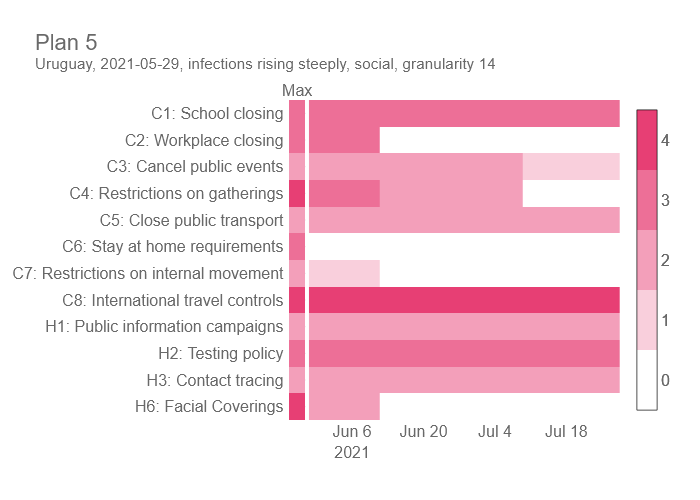 Plan 5
Uruguay, 2021-05-29, infections rising steeply, social, granularity 14
Max
C1: School closing
C2: Workplace closing
C3: Cancel public events
C4: Restrictions on gatherings
C5: Close public transport
C6: Stay at home requirements
C7: Restrictions on internal movement
C8: International travel controls
H1: Public information campaigns
H2: Testing policy
H3: Contact tracing
H6: Facial Coverings
Jun 6 Jun 20 Jul 4 Jul 18
2021
4
3
2
1
0